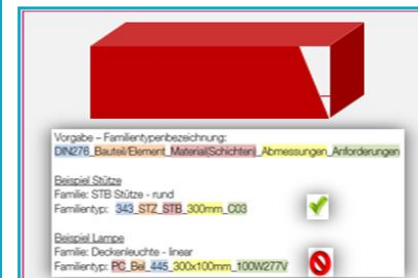 Vorgabe – Familientypenbezeichnung:
DIN276_Bauteil/Element_Material(Schichten)_Abmessungen_Anforderungen
Beispiel Stütze
Familie: STB Stütze - rund
Familientyp: 343_STZ_STB_300mm_C03
Beispiel Lampe
Familie: Deckenleuchte - linear
Familientyp: PC_Bel_445_300x100mm_100W277V